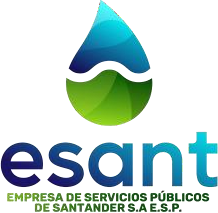 esant
EMPRESA DE SERVICIOS PÚBLICOS
DE SANTANDER S.A E.S.P.